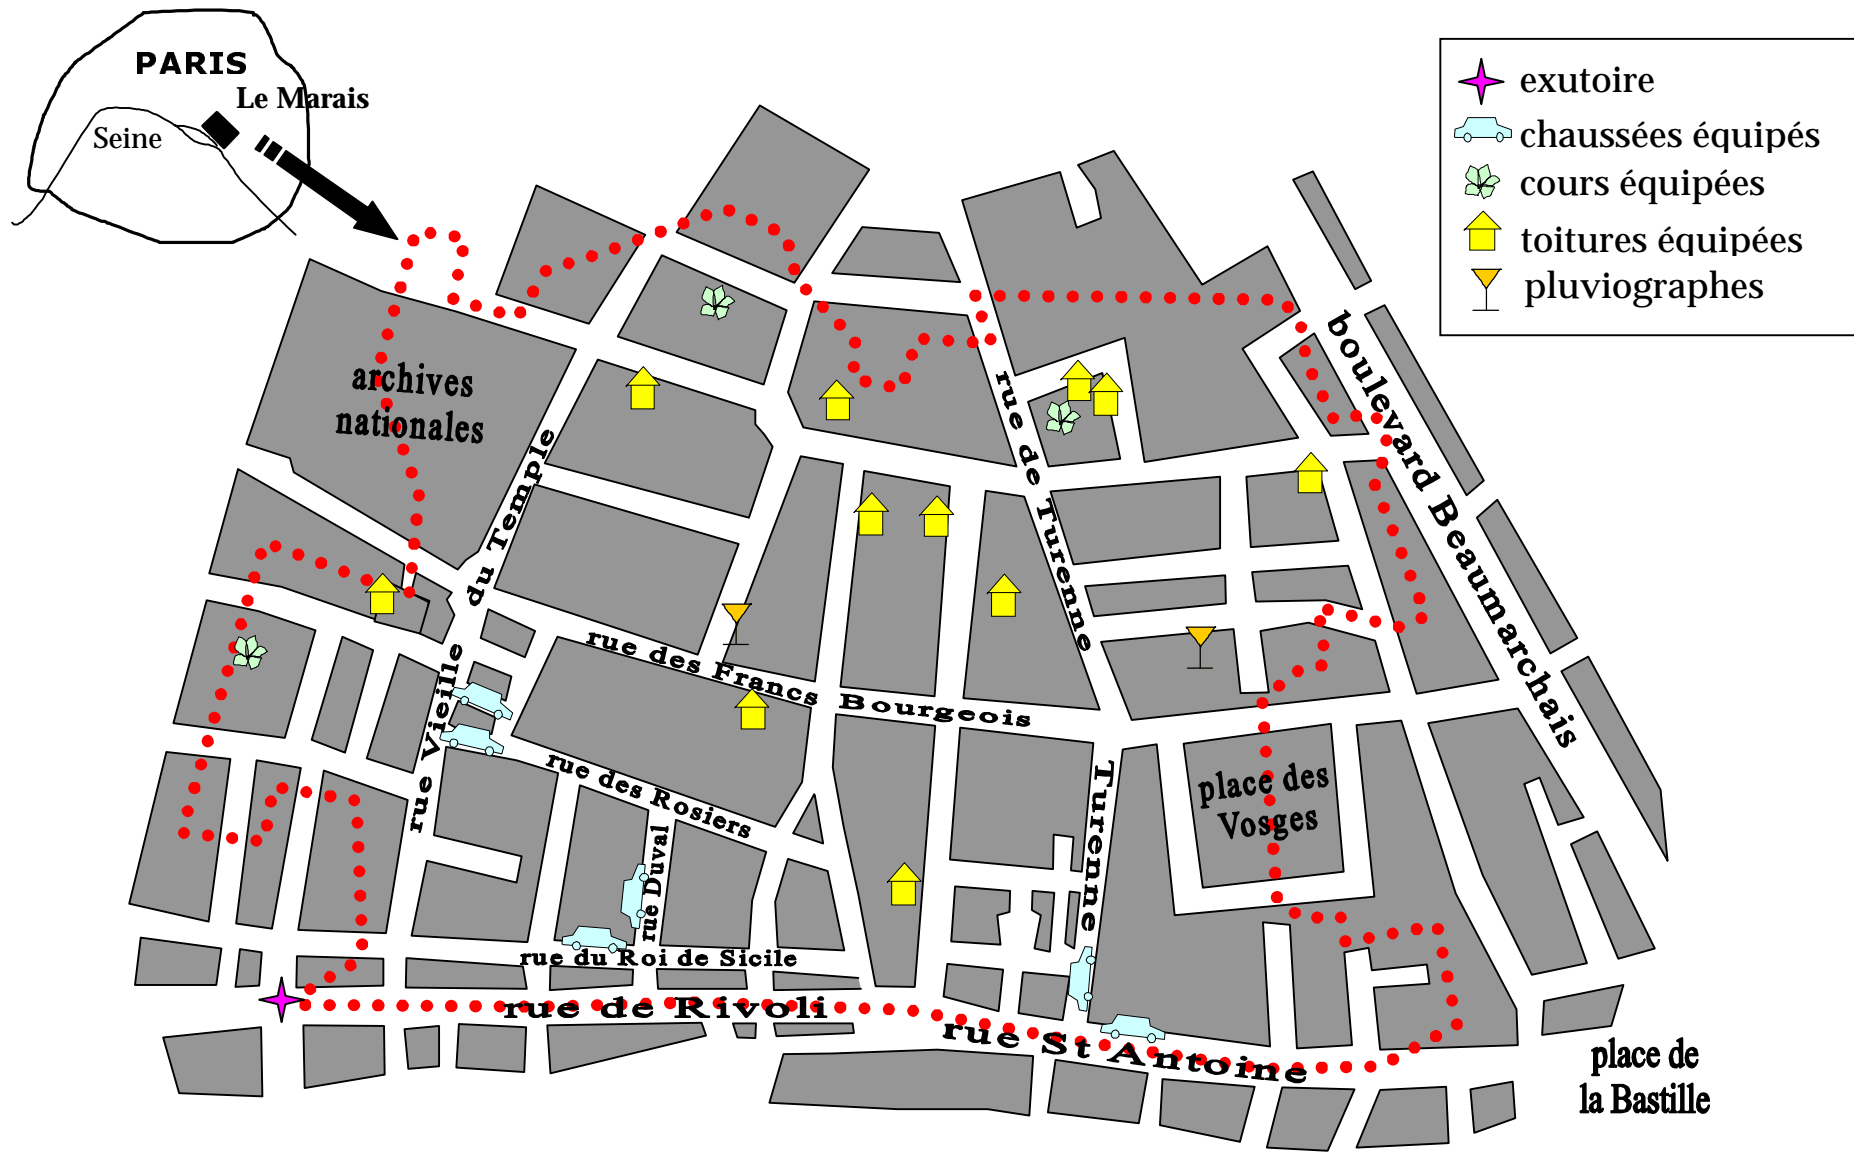 PARIS
Le Marais
Seine
exutoire
chaussées équipés
cours équipées
toitures équipées
pluviographes
archives
nationales
rue Vieille du Temple
rue de Turenne
boulevard Beaumarchais
rue des Francs Bourgeois
rue des Rosiers
rue Duval
Turenne
place des
Vosges
rue du Roi de Sicile
rue de Rivoli
rue St Antoine
place de
la Bastille